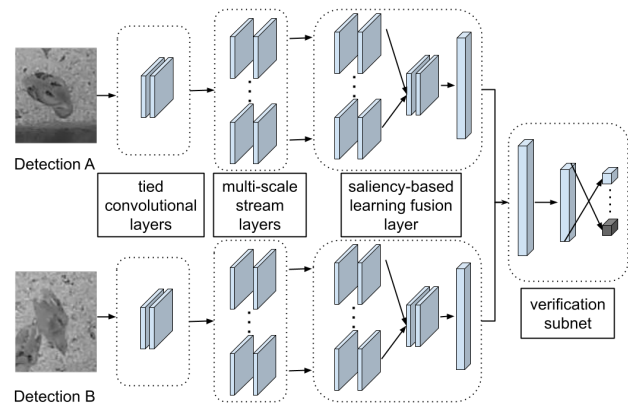 Detection A
tied
convolutional
layers
multi-scale
stream
layers
saliency-based
learning fusion
layer
verification
subnet
Detection B